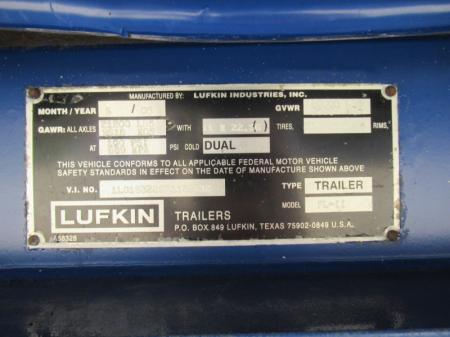 MANUFACTURED BY: LUFKIN INDUSTRIES, INC.
MONTH / YEAR / GVWR
GAWR: ALL AXLES WITH TIRES, RIMS,
AT PSI COLD DUAL
THIS VEHICLE CONFORMS TO ALL APPLICABLE FEDERAL MOTOR VEHICLE
SAFETY STANDARDS IN EFFECT ON THE DATE OF MANUFACTURE SHOWN ABOVE
V.I. NO. TYPE TRAILER
MODEL
LUFKIN TRAILERS
P.O. BOX 849 LUFKIN, TEXAS 75902-0849 U.S.A.
A58328